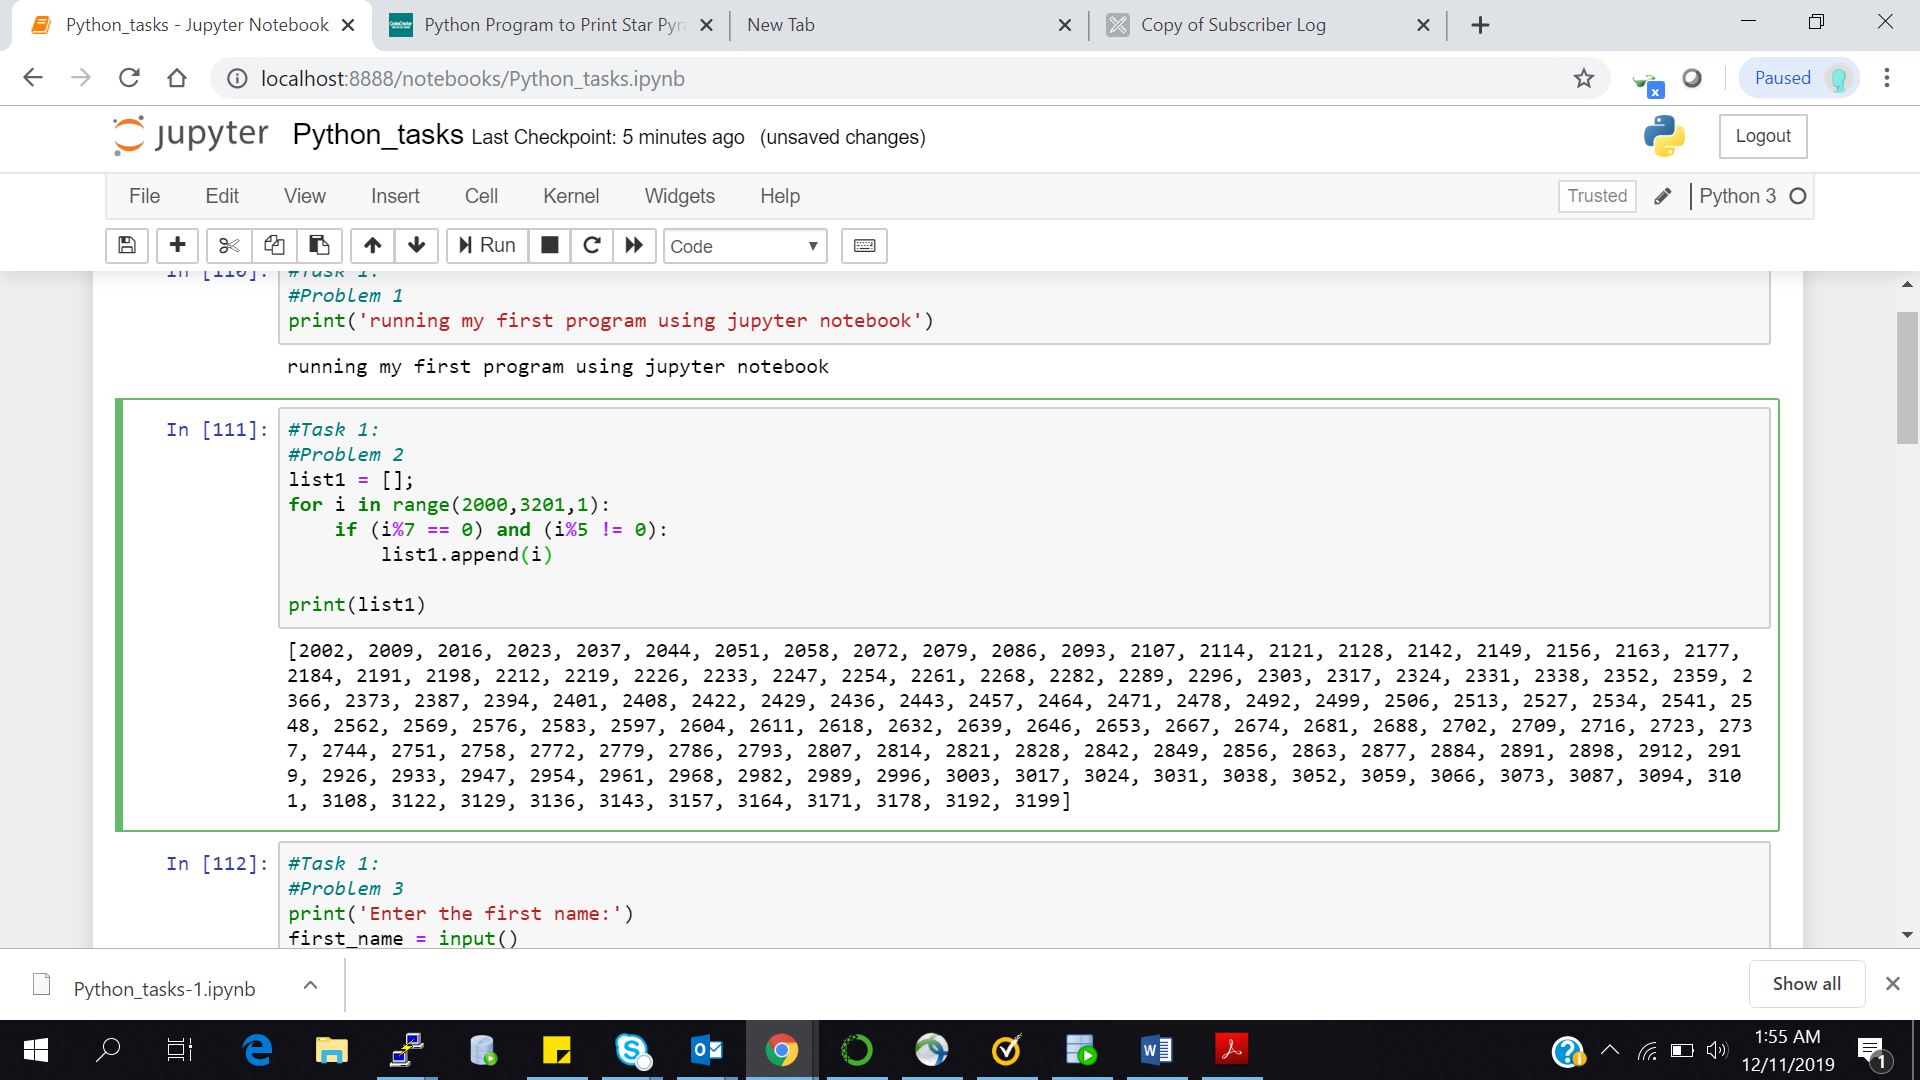 Python_tasks - Jupyter Notebook
Python Program to Print Star Pyra
New Tab
Copy of Subscriber Log
localhost:8888/notebooks/Python_tasks.ipynb
Paused
jupyter Python_tasks Last Checkpoint: 5 minutes ago (unsaved changes)
Logout
File Edit View Insert Cell Kernel Widgets Help
Trusted Python 3
Run Code
In [110]: #Task 1:
#Problem 1
print('running my first program using jupyter notebook')
running my first program using jupyter notebook
In [111]: #Task 1:
#Problem 2
list1 = [];
for i in range(2000,3201,1):
    if (i%7 == 0) and (i%5 != 0):
        list1.append(i)
print(list1)
[2002, 2009, 2016, 2023, 2037, 2044, 2051, 2058, 2072, 2079, 2086, 2093, 2107, 2114, 2121, 2128, 2142, 2149, 2156, 2163, 2177,
2184, 2191, 2198, 2212, 2219, 2226, 2233, 2247, 2254, 2261, 2268, 2282, 2289, 2296, 2303, 2317, 2324, 2331, 2338, 2352, 2359, 2
366, 2373, 2387, 2394, 2401, 2408, 2422, 2429, 2436, 2443, 2457, 2464, 2471, 2478, 2492, 2499, 2506, 2513, 2527, 2534, 2541, 25
48, 2562, 2569, 2576, 2583, 2597, 2604, 2611, 2618, 2632, 2639, 2646, 2653, 2667, 2674, 2681, 2688, 2702, 2709, 2716, 2723, 273
7, 2744, 2751, 2758, 2772, 2779, 2786, 2793, 2807, 2814, 2821, 2828, 2842, 2849, 2856, 2863, 2877, 2884, 2891, 2898, 2912, 291
9, 2926, 2933, 2947, 2954, 2961, 2968, 2982, 2989, 2996, 3003, 3017, 3024, 3031, 3038, 3052, 3059, 3066, 3073, 3087, 3094, 310
1, 3108, 3122, 3129, 3136, 3143, 3157, 3164, 3171, 3178, 3192, 3199]
In [112]: #Task 1:
#Problem 3
print('Enter the first name:')
first_name = input()
Python_tasks-1.ipynb
Show all
1:55 AM
12/11/2019
1